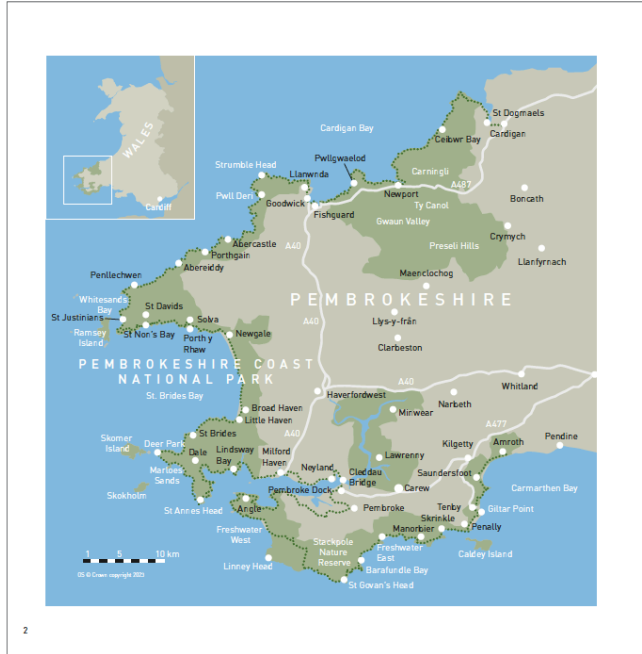 WALES
Cardiff
Cardigan Bay
St Dogmaels
Cardigan
Ceibwr Bay
Strumble Head
Pwllgwaelod
Llanwnda
Carningli
Pwll Deri
Goodwick
Newport
A487
Boncath
Fishguard
Ty Canol
Gwaun Valley
Crymych
Abercastle
A40
Preseli Hills
Porthgain
Llanfyrnach
Abereiddy
Maenclochog
Penllechwen
PEMBROKESHIRE
Whitesands
Bay
St Davids
St Justinians
Solva
A40
Llys-y-frân
Ramsey
Island
St Non's Bay
Porth y
Rhaw
Newgale
Clarbeston
PEMBROKESHIRE COAST
NATIONAL PARK
St. Brides Bay
Haverfordwest
A40
Whitland
Narbeth
Broad Haven
Minwear
Little Haven
A477
St Brides
A40
Kilgetty
Amroth
Pendine
Skomer
Island
Deer Park
Dale
Lindsway
Bay
Milford
Haven
Lawrenny
Marloes
Sands
Neyland
Cleddau
Bridge
Saundersfoot
Skokholm
Pembroke Dock
Carew
Carmarthen Bay
St Annes Head
Angle
Pembroke
Tenby
Giltar Point
Skrinkle
Freshwater
West
Manorbier
Penally
Stackpole
Nature
Reserve
Freshwater
East
Caldey Island
Linney Head
Barafundle Bay
St Govan's Head
1 5 10 km
OS © Crown copyright 2023
2